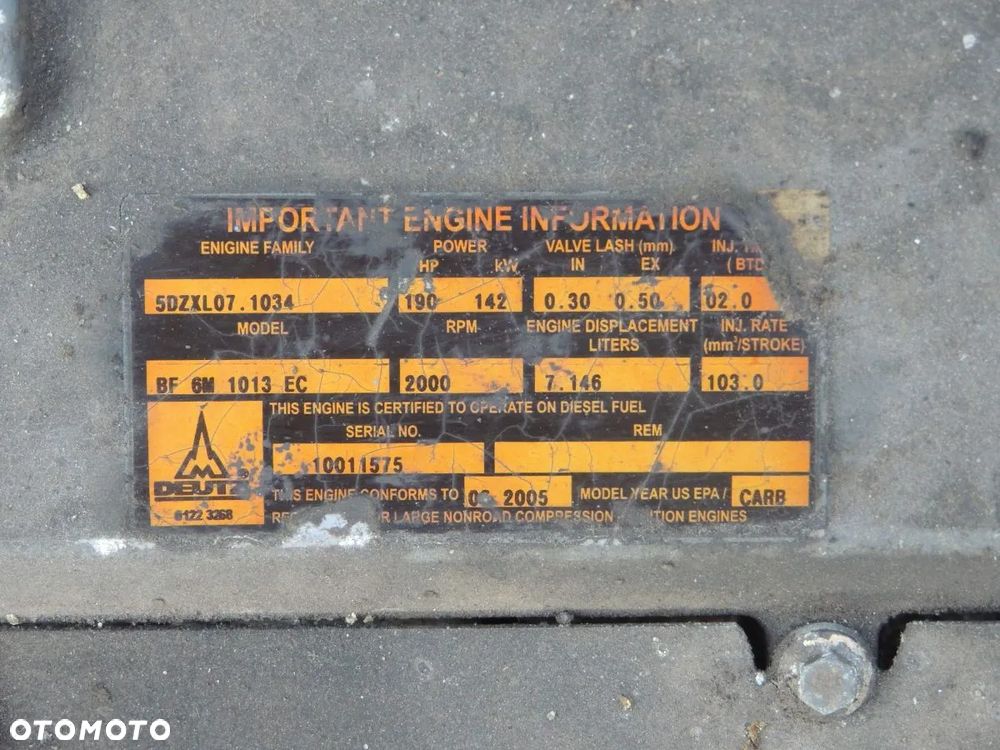 IMPORTANT ENGINE INFORMATION
ENIGINE FAMILY POWER VALVE LASH (mm) INJ.
HP kW IN EX (BTD
5DZXL07.1034 190 142 0.30 0.50 02.0
MODEL RPM ENGINE DISPLACEMENT INJ. RATE
LITERS (mm³/STROKE)
BF 6M 1013 EC 2000 7.146 103.0
THIS ENGINE IS CERTIFIED TO OPERATE ON DIESEL FUEL
SERIAL NO. REM
10011575
DEUTZ
THIS ENGINE CONFORMS TO 2005 MODEL YEAR US EPA / CARB
0122 3268 LARGE NONROAD COMPRESSION ENGINES
OTOMOTO